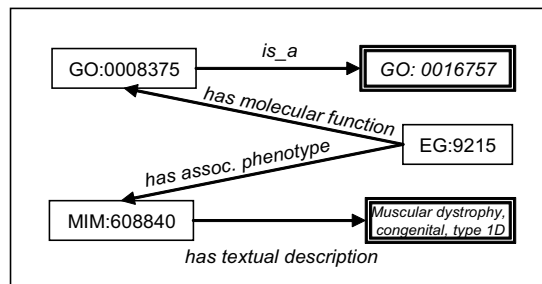 is_a
GO:0008375
GO: 0016757
has molecular function
EG:9215
has assoc. phenotype
MIM:608840
Muscular dystrophy,
congenital, type 1D
has textual description